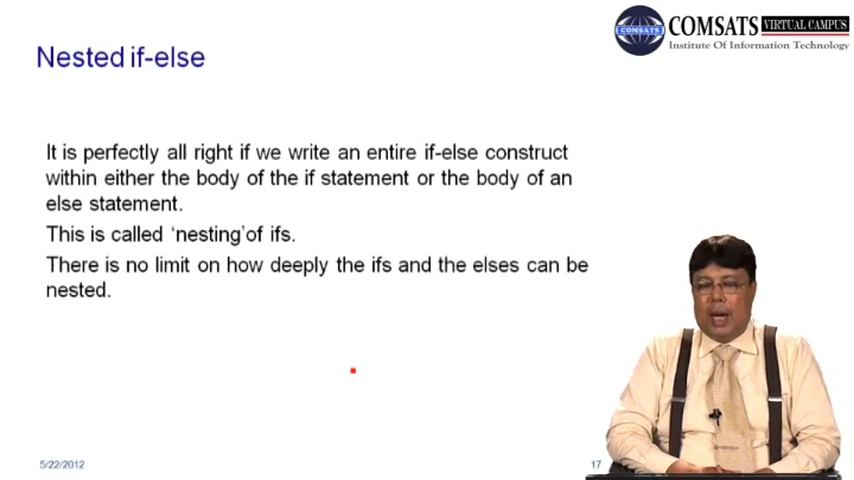 COMSATS VIRTUAL CAMPUS
COMSATS
Institute Of Information Technology
Nested if-else
It is perfectly all right if we write an entire if-else construct
within either the body of the if statement or the body of an
else statement.
This is called 'nesting'of ifs.
There is no limit on how deeply the ifs and the elses can be
nested.
5/22/2012
17